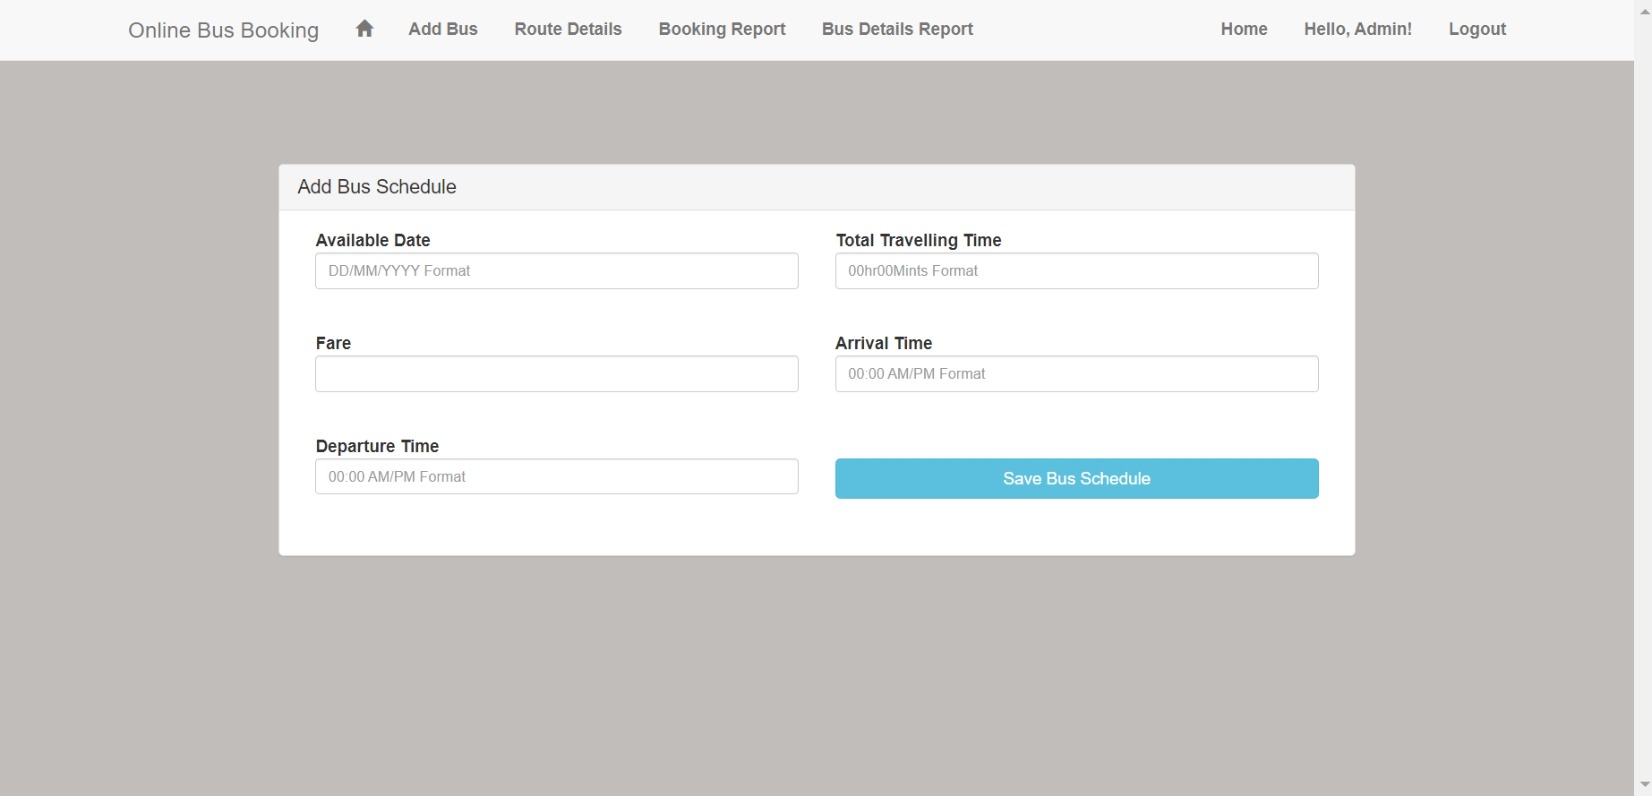 Online Bus Booking Add Bus Route Details Booking Report Bus Details Report Home Hello, Admin! Logout
Add Bus Schedule
Available Date Total Travelling Time
DD/MM/YYYY Format 00hr00Mints Format
Fare Arrival Time
00:00 AM/PM Format
Departure Time
00:00 AM/PM Format Save Bus Schedule